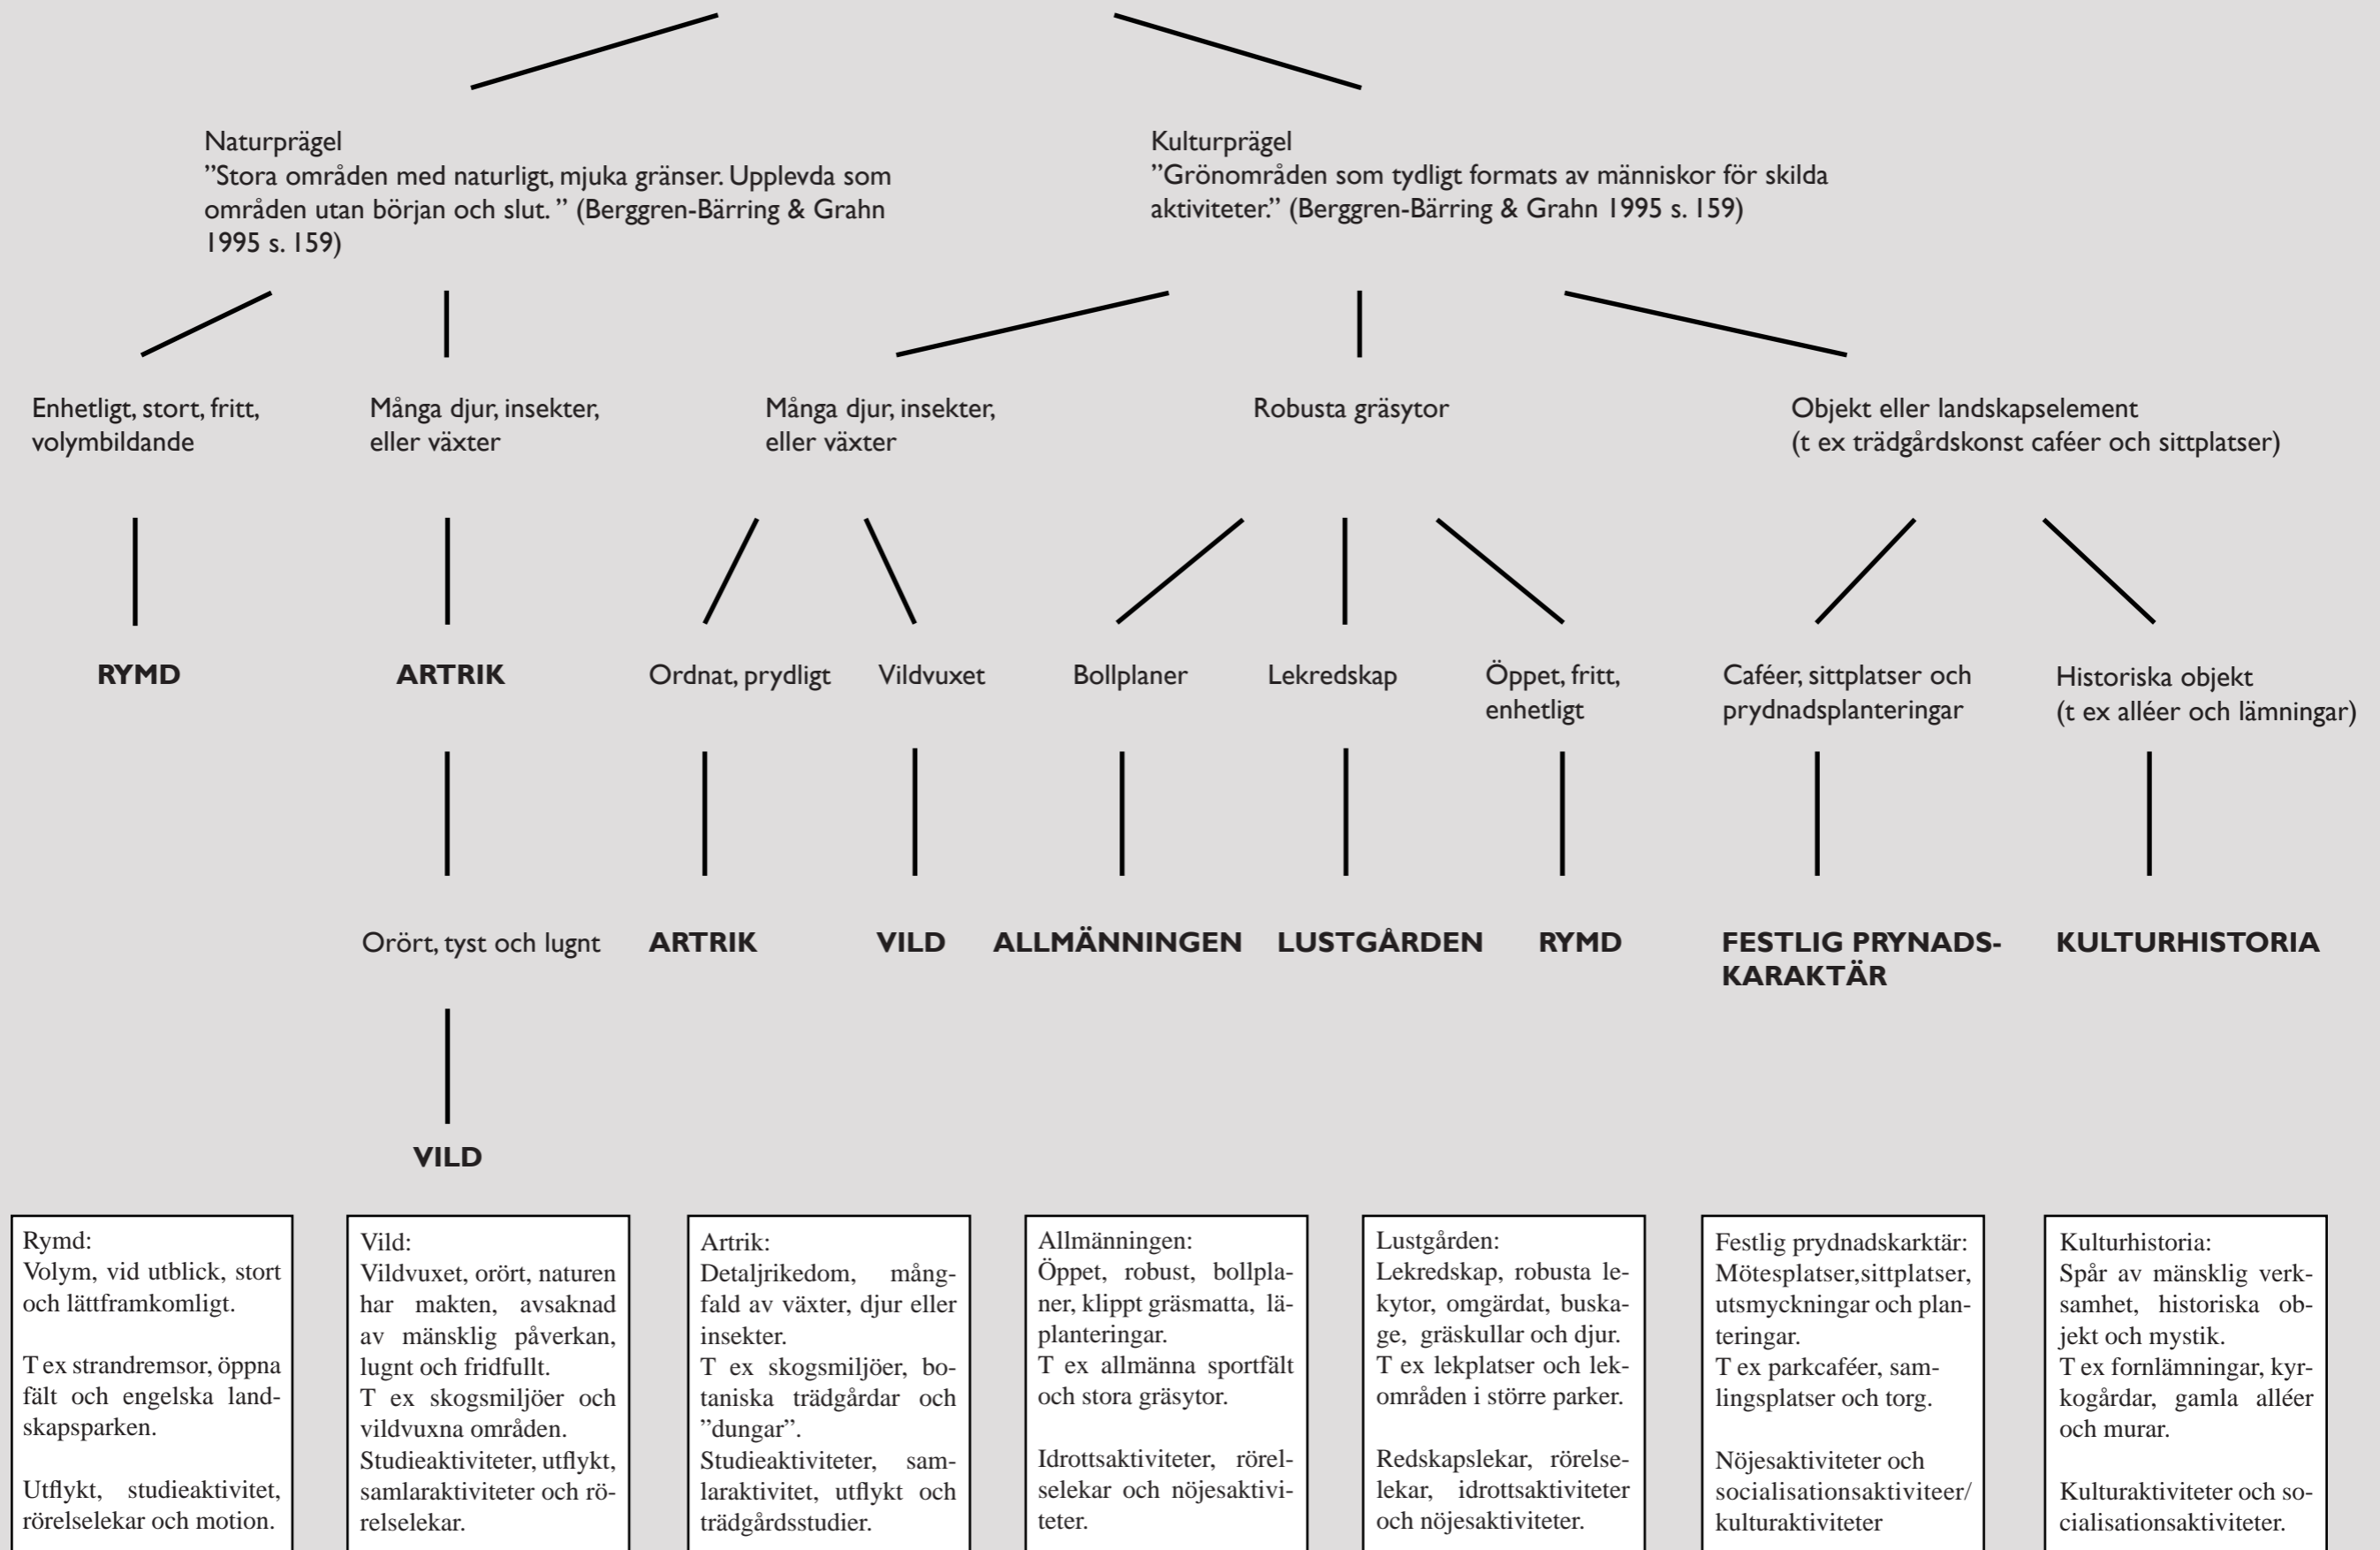 Naturprägel
”Stora områden med naturligt, mjuka gränser. Upplevda som
områden utan början och slut. ” (Berggren-Bärring & Grahn
1995 s. 159)
Kulturprägel
”Grönområden som tydligt formats av människor för skilda
aktiviteter.” (Berggren-Bärring & Grahn 1995 s. 159)
Enhetligt, stort, fritt,
volymbildande
Många djur, insekter,
eller växter
Många djur, insekter,
eller växter
Robusta gräsytor
Objekt eller landskapselement
(t ex trädgårdskonst caféer och sittplatser)
RYMD
ARTRIK
Ordnat, prydligt
Vildvuxet
Bollplaner
Lekredskap
Öppet, fritt,
enhetligt
Caféer, sittplatser och
prydnadsplanteringar
Historiska objekt
(t ex alléer och lämningar)
Orört, tyst och lugnt
ARTRIK
VILD
ALLMÄNNINGEN
LUSTGÅRDEN
RYMD
FESTLIG PRYNADS-
KARAKTÄR
KULTURHISTORIA
VILD
Rymd:
Volym, vid utblick, stort
och lättframkomligt.
T ex strandremsor, öppna
fält och engelska land-
skapsparken.
Utflykt, studieaktivitet,
rörelselekar och motion.
Vild:
Vildvuxet, orört, naturen
har makten, avsaknad
av mänsklig påverkan,
lugnt och fridfullt.
T ex skogsmiljöer och
vildvuxna områden.
Studieaktiviteter, utflykt,
samlaraktiviteter och rö-
relselekar.
Artrik:
Detaljrikedom, mång-
fald av växter, djur eller
insekter.
T ex skogsmiljöer, bo-
taniska trädgårdar och
”dungar”.
Studieaktiviteter, sam-
laraktivitet, utflykt och
trädgårdsstudier.
Allmänningen:
Öppet, robust, bollpla-
ner, klippt gräsmatta, lä-
planteringar.
T ex allmänna sportfält
och stora gräsytor.
Idrottsaktiviteter, rörel-
selekar och nöjesaktivi-
teter.
Lustgården:
Lekredskap, robusta le-
kytor, omgärdat, buska-
ge, gräskullar och djur.
T ex lekplatser och lek-
områden i större parker.
Redskapslekar, rörelse-
lekar, idrottsaktiviteter
och nöjesaktiviteter.
Festlig prydnadskarktär:
Mötesplatser,sittplatser,
utsmyckningar och plan-
teringar.
T ex parkcaféer, sam-
lingsplatser och torg.
Nöjesaktiviteter och
socialisationsaktiviteer/
kulturaktiviteter
Kulturhistoria:
Spår av mänsklig verk-
samhet, historiska ob-
jekt och mystik.
T ex fornlämningar, kyr-
kogårdar, gamla alléer
och murar.
Kulturaktiviteter och so-
cialisationsaktiviteter.